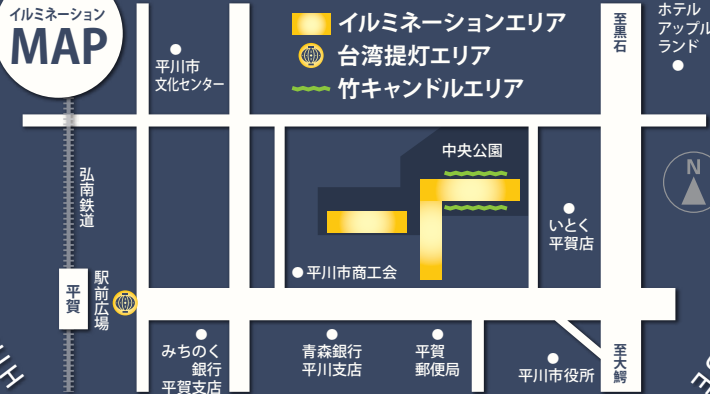 イルミネーション
MAP
イルミネーションエリア
台湾提灯エリア
竹キャンドルエリア
至黒石
ホテル
アップル
ランド
平川市
文化センター
中央公園
N
弘南鉄道
いとく
平賀店
平川市商工会
平賀
駅前広場
みちのく
銀行
平賀支店
青森銀行
平川支店
平賀
郵便局
平川市役所
至大鰐